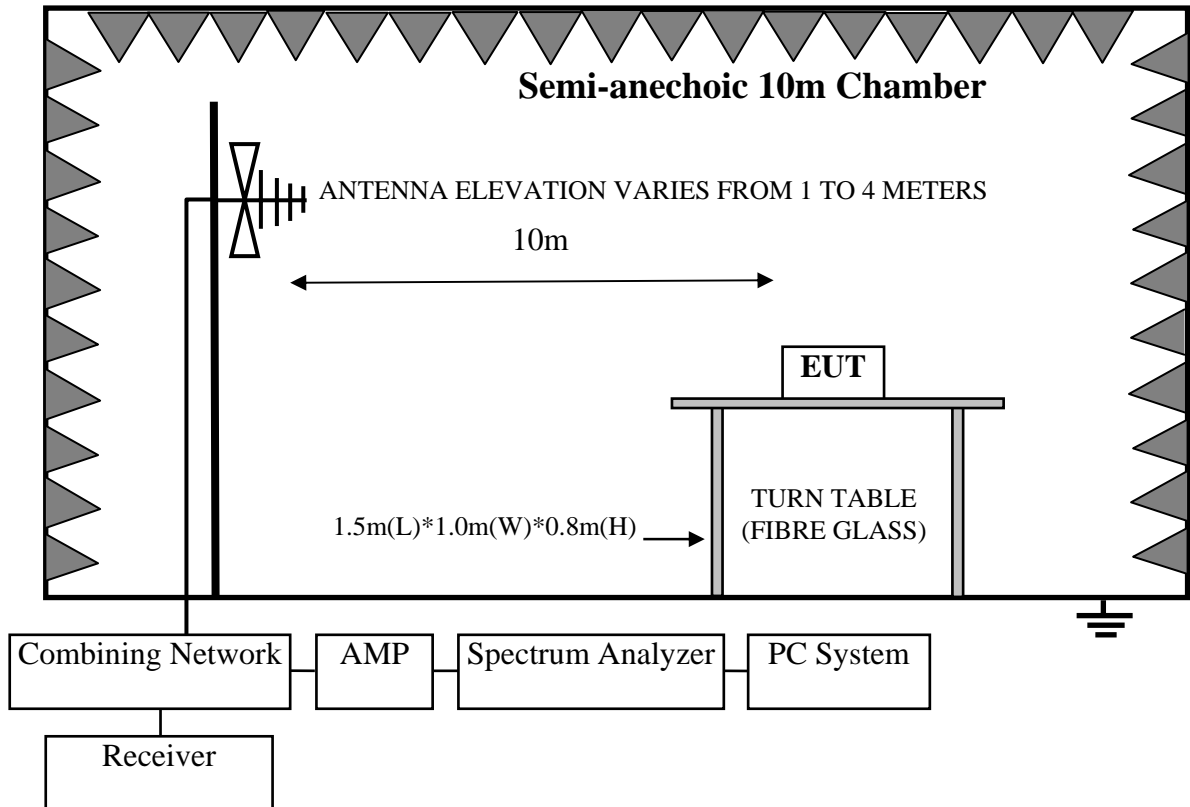 Semi-anechoic 10m Chamber
ANTENNA ELEVATION VARIES FROM 1 TO 4 METERS
10m
EUT
TURN TABLE
(FIBRE GLASS)
1.5m(L)*1.0m(W)*0.8m(H)
Combining Network
AMP
Spectrum Analyzer
PC System
Receiver